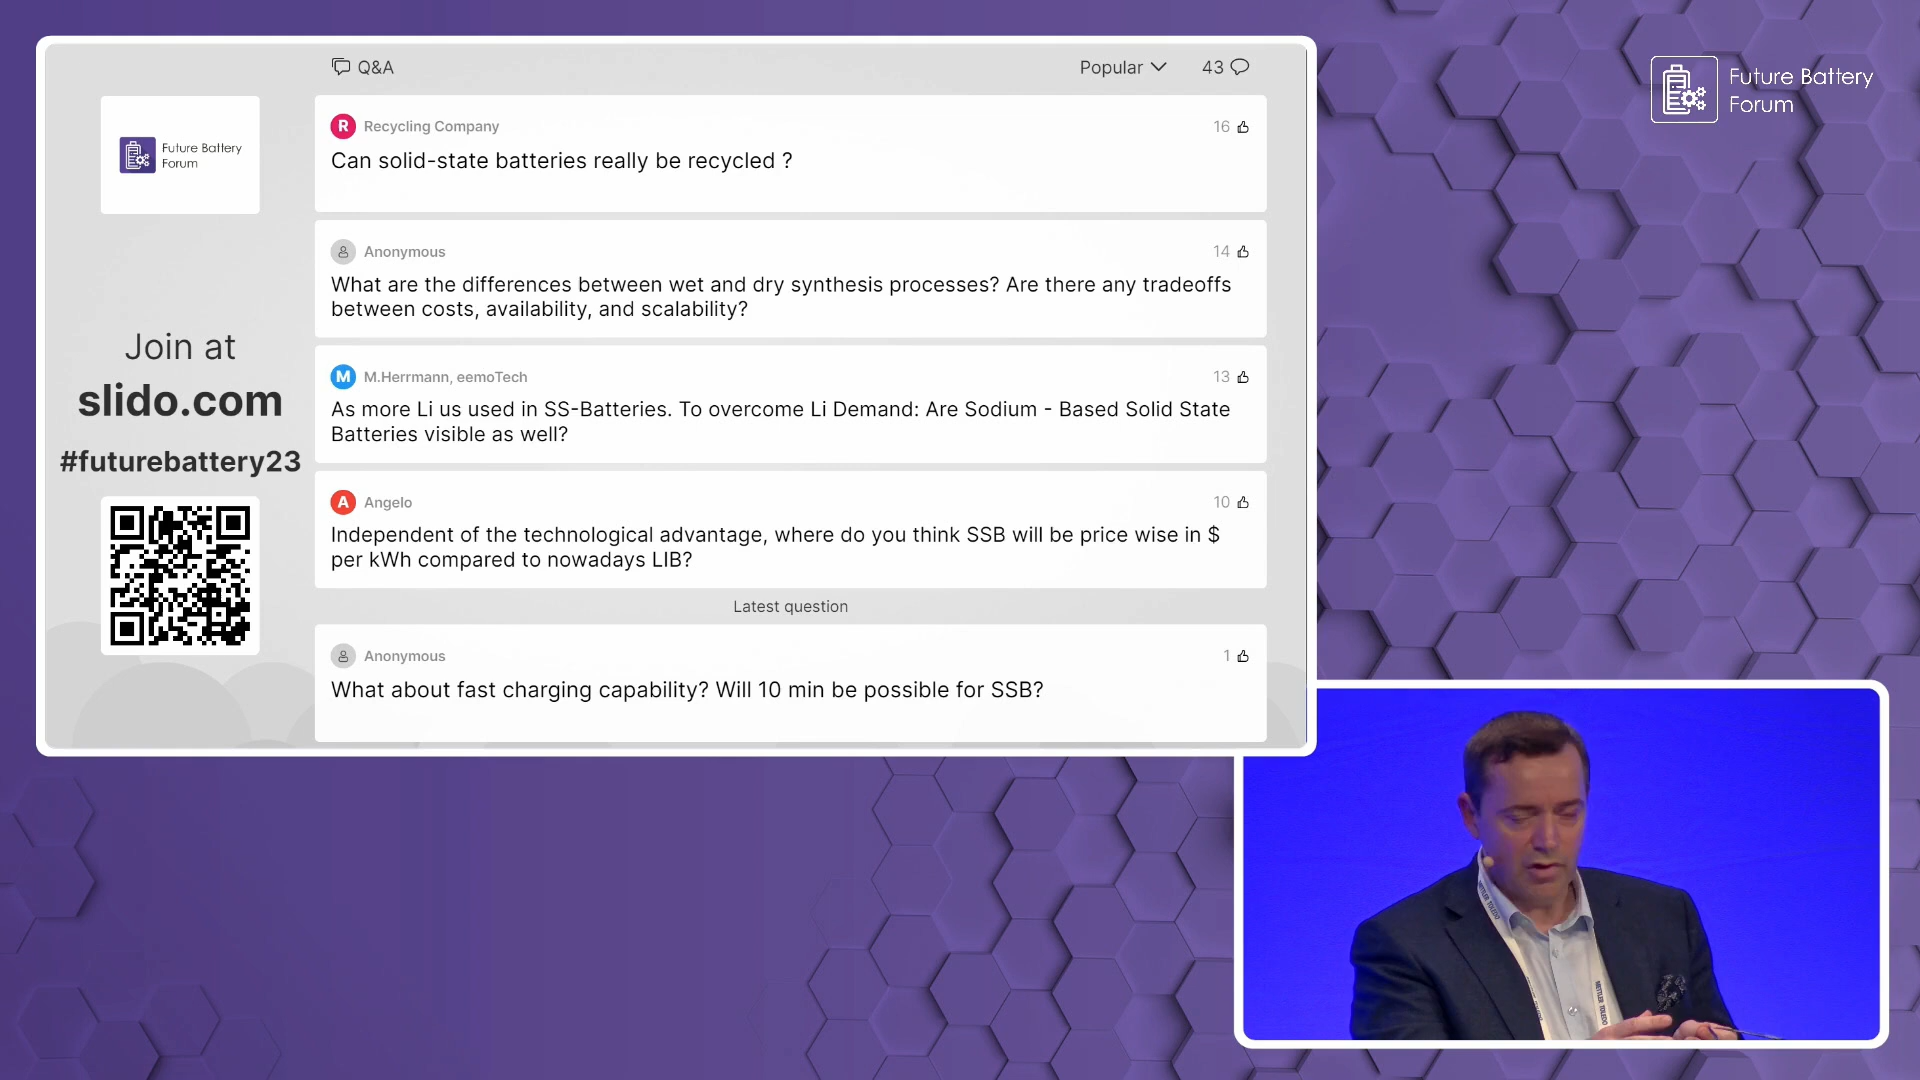 Q&A
Popular
43
Future Battery
Forum
Future Battery
Forum
Join at
slido.com
#futurebattery23
R
Recycling Company
16
Can solid-state batteries really be recycled ?
Anonymous
14
What are the differences between wet and dry synthesis processes? Are there any tradeoffs
between costs, availability, and scalability?
M
M.Herrmann, eemoTech
13
As more Li us used in SS-Batteries. To overcome Li Demand: Are Sodium - Based Solid State
Batteries visible as well?
A
Angelo
10
Independent of the technological advantage, where do you think SSB will be price wise in $
per kWh compared to nowadays LIB?
Latest question
Anonymous
1
What about fast charging capability? Will 10 min be possible for SSB?
METTLER TOLEDO
METTLER TOLEDO